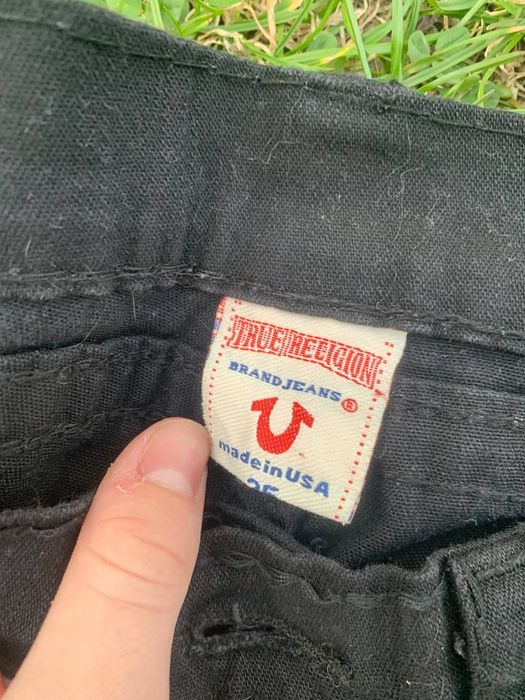 TRUE RELIGION
BRAND JEANS ®
made in USA